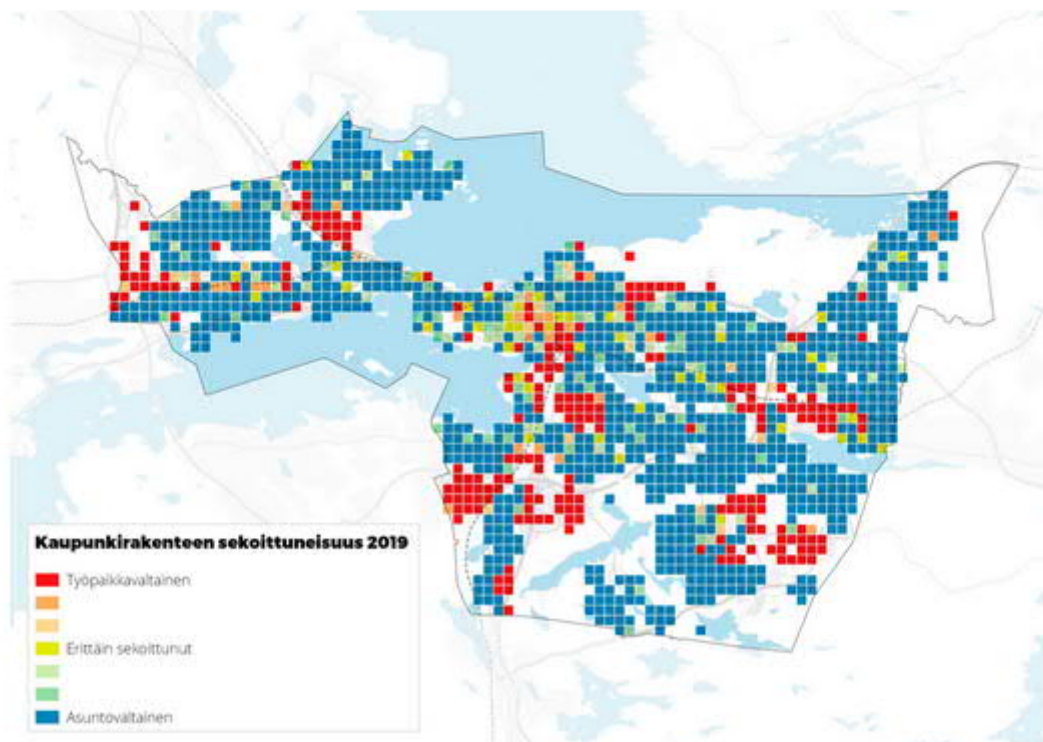 Kaupunkirakenteen sekoittuneisuus 2019
Työpaikkavaltainen
Erittäin sekoittunut
Asuntovaltainen